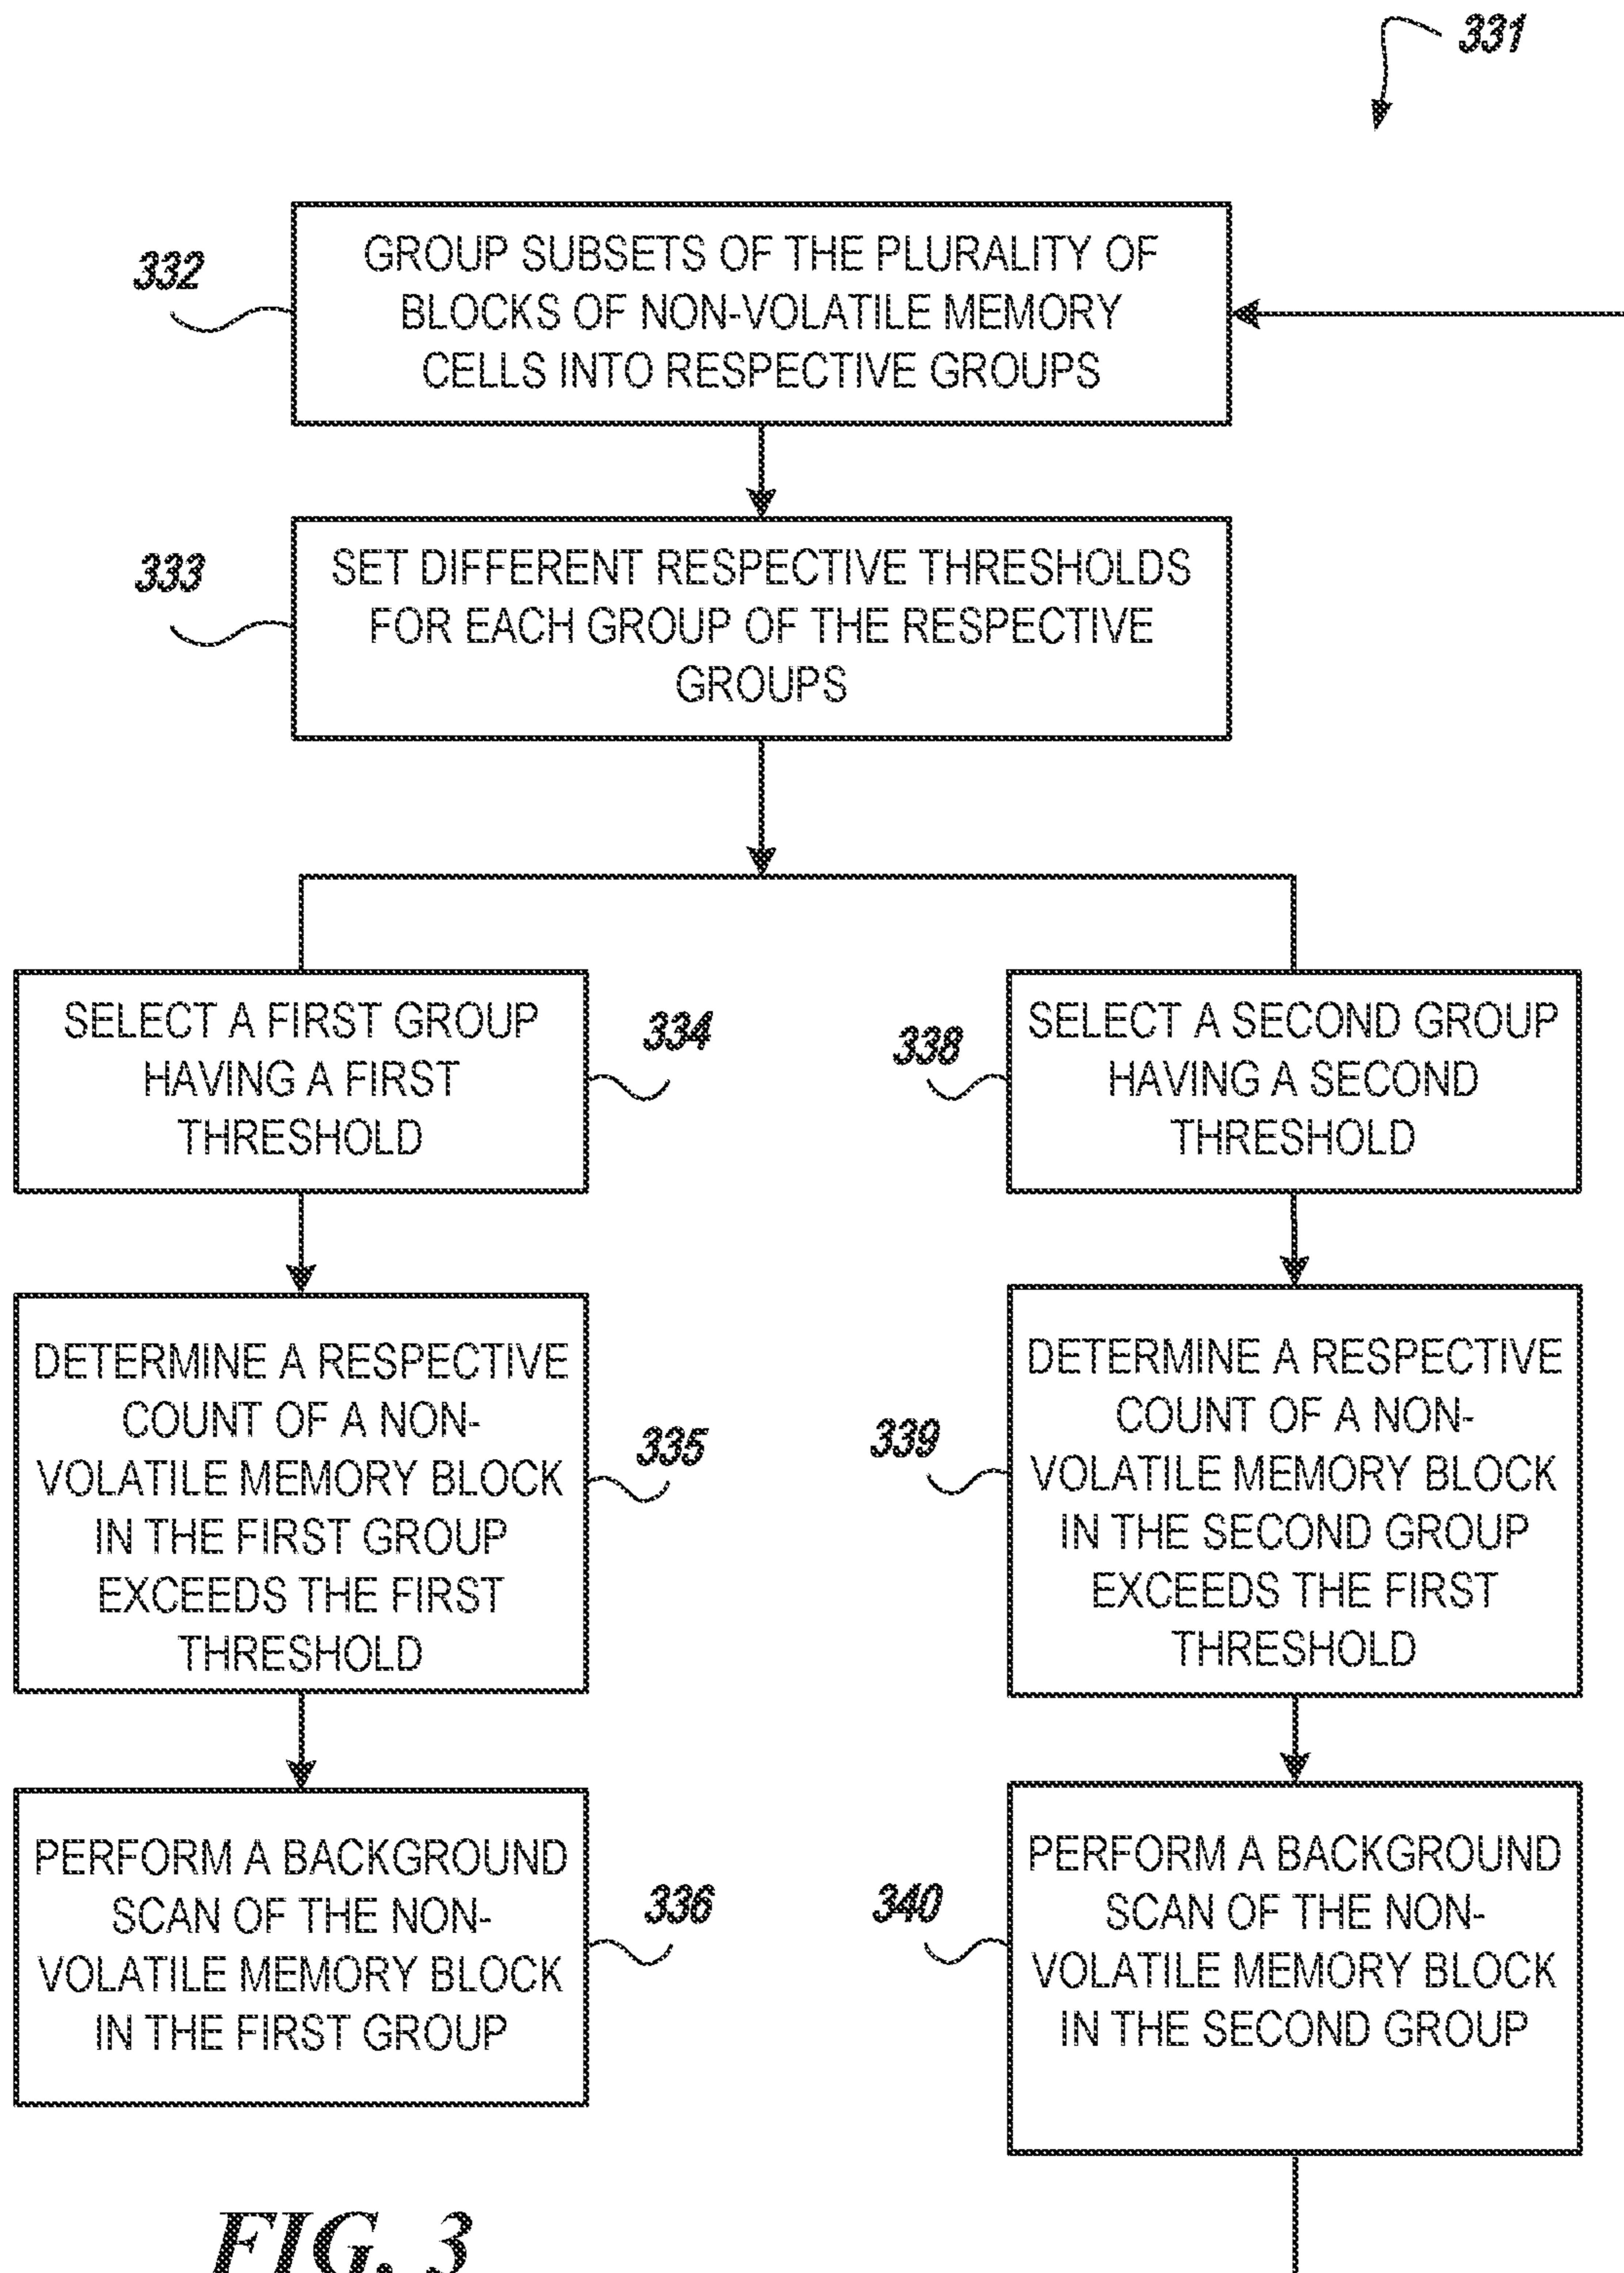 331
332
GROUP SUBSETS OF THE PLURALITY OF
BLOCKS OF NON-VOLATILE MEMORY
CELLS INTO RESPECTIVE GROUPS
333
SET DIFFERENT RESPECTIVE THRESHOLDS
FOR EACH GROUP OF THE RESPECTIVE
GROUPS
SELECT A FIRST GROUP
HAVING A FIRST
THRESHOLD
334
338
SELECT A SECOND GROUP
HAVING A SECOND
THRESHOLD
DETERMINE A RESPECTIVE
COUNT OF A NON-
VOLATILE MEMORY BLOCK
IN THE FIRST GROUP
EXCEEDS THE FIRST
THRESHOLD
335
339
DETERMINE A RESPECTIVE
COUNT OF A NON-
VOLATILE MEMORY BLOCK
IN THE SECOND GROUP
EXCEEDS THE FIRST
THRESHOLD
PERFORM A BACKGROUND
SCAN OF THE NON-
VOLATILE MEMORY BLOCK
IN THE FIRST GROUP
336
340
PERFORM A BACKGROUND
SCAN OF THE NON-
VOLATILE MEMORY BLOCK
IN THE SECOND GROUP
FIG. 3